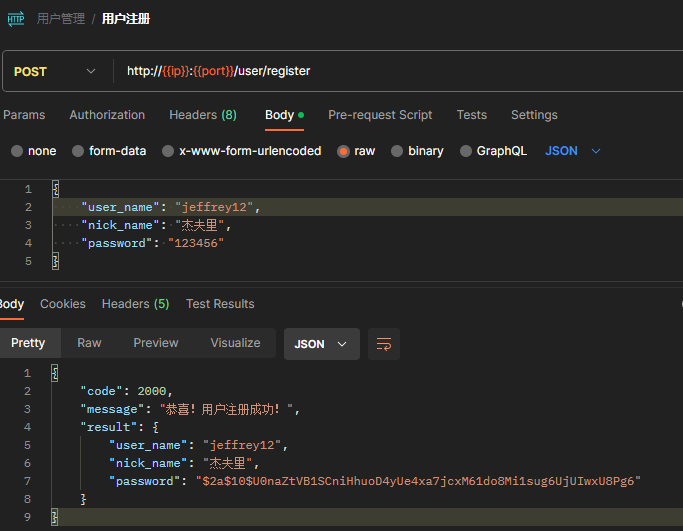 HTTP 用户管理 / 用户注册
POST http://{{ip}}:{{port}}/user/register
Params Authorization Headers (8) Body Pre-request Script Tests Settings
none form-data x-www-form-urlencoded raw binary GraphQL JSON
1 {
2 "user_name": "jeffrey12",
3 "nick_name": "杰夫里",
4 "password": "123456"
5 }
Body Cookies Headers (5) Test Results
Pretty Raw Preview Visualize JSON
1 {
2 "code": 2000,
3 "message": "恭喜！用户注册成功！",
4 "result": {
5 "user_name": "jeffrey12",
6 "nick_name": "杰夫里",
7 "password": "$2a$10$U0naZtVB1SCniHhuoD4yUe4xa7jcxM61do8Mi1sug6UjUIwxU8Pg6"
8 }
9 }